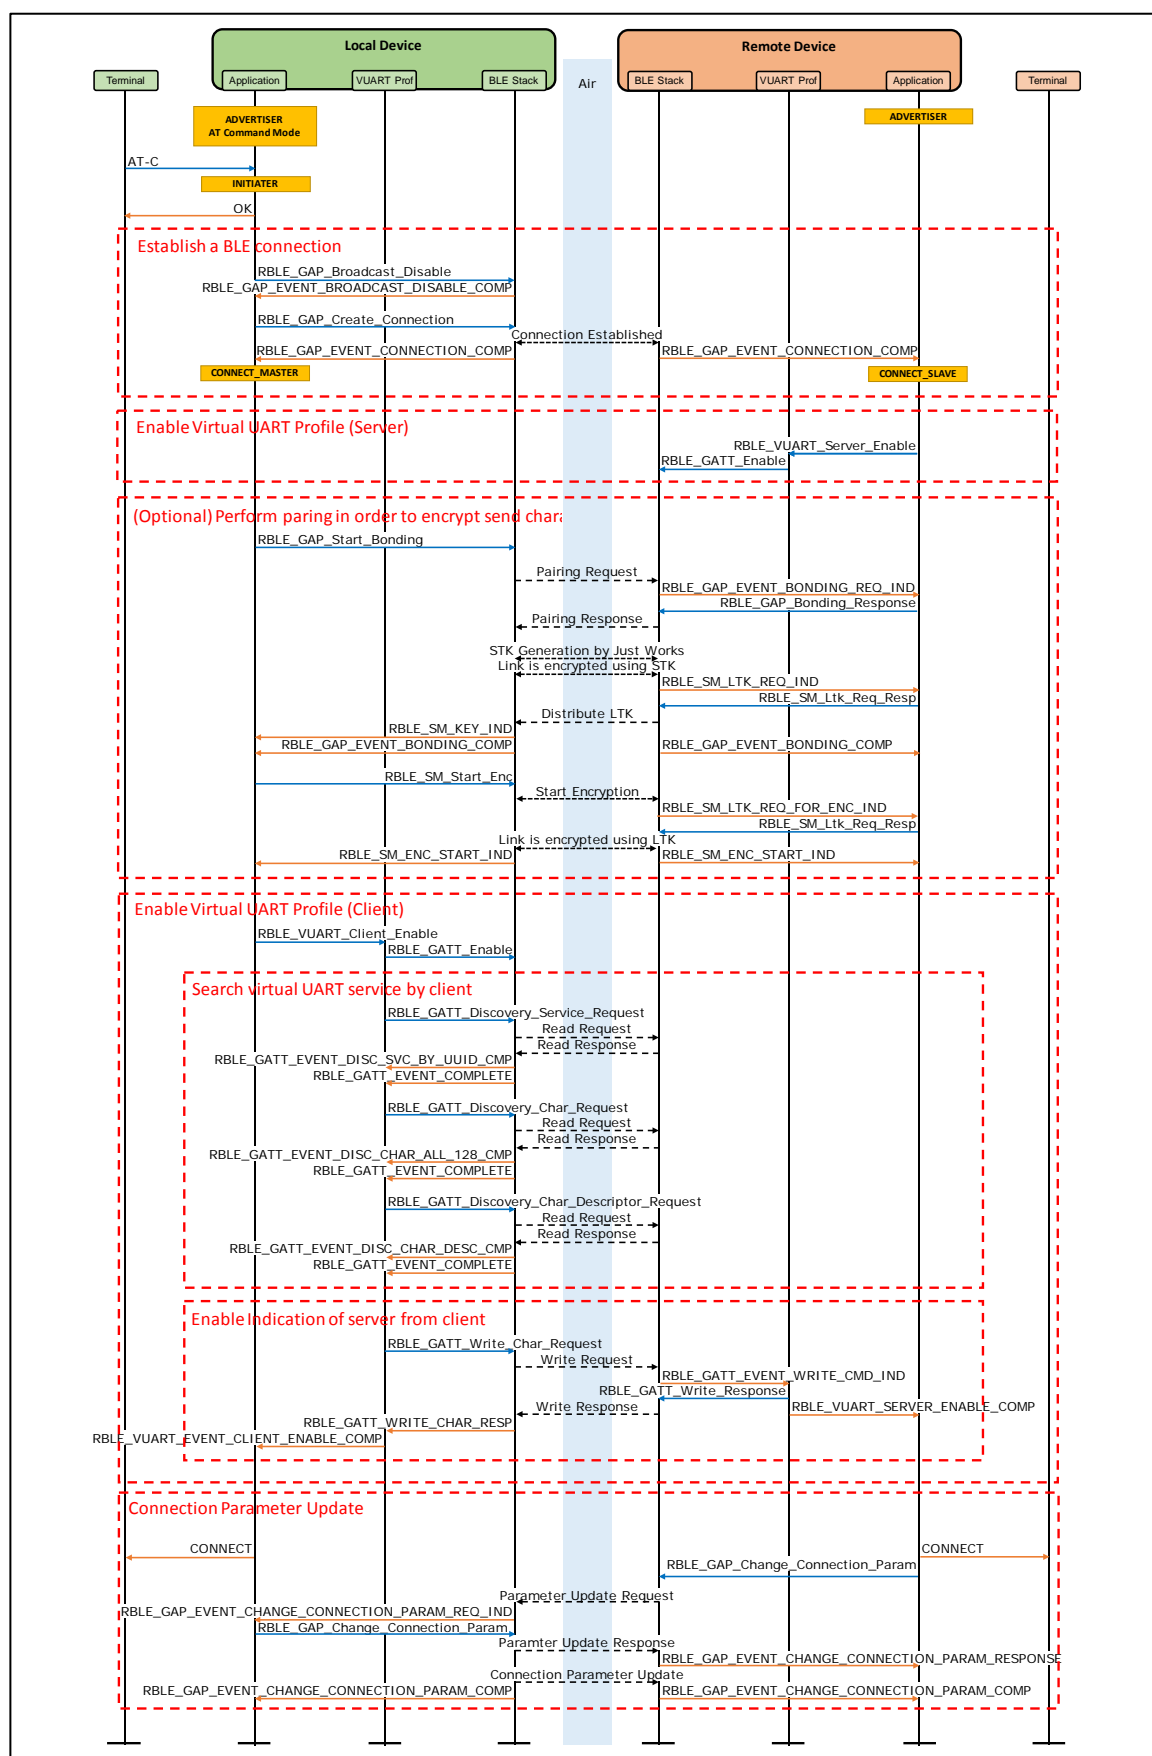 Local Device
Remote Device
Terminal
Application
VUART Prof
BLE Stack
Air
BLE Stack
VUART Prof
Application
Terminal
ADVERTISER
AT Command Mode
ADVERTISER
AT-C
INITIATER
OK
Establish a BLE connection
RBLE_GAP_Broadcast_Disable
RBLE_GAP_EVENT_BROADCAST_DISABLE_COMP
RBLE_GAP_Create_Connection
Connection Established
RBLE_GAP_EVENT_CONNECTION_COMP
RBLE_GAP_EVENT_CONNECTION_COMP
CONNECT_MASTER
CONNECT_SLAVE
Enable Virtual UART Profile (Server)
RBLE_VUART_Server_Enable
RBLE_GATT_Enable
(Optional) Perform paring in order to encrypt send chara
RBLE_GAP_Start_Bonding
Pairing Request
RBLE_GAP_EVENT_BONDING_REQ_IND
RBLE_GAP_Bonding_Response
Pairing Response
STK Generation by Just Works
Link is encrypted using STK
RBLE_SM_LTK_REQ_IND
RBLE_SM_Ltk_Req_Resp
Distribute LTK
RBLE_SM_KEY_IND
RBLE_GAP_EVENT_BONDING_COMP
RBLE_GAP_EVENT_BONDING_COMP
RBLE_SM_Start_Enc
Start Encryption
RBLE_SM_LTK_REQ_FOR_ENC_IND
RBLE_SM_Ltk_Req_Resp
Link is encrypted using LTK
RBLE_SM_ENC_START_IND
RBLE_SM_ENC_START_IND
Enable Virtual UART Profile (Client)
RBLE_VUART_Client_Enable
RBLE_GATT_Enable
Search virtual UART service by client
RBLE_GATT_Discovery_Service_Request
Read Request
Read Response
RBLE_GATT_EVENT_DISC_SVC_BY_UUID_CMP
RBLE_GATT_EVENT_COMPLETE
RBLE_GATT_Discovery_Char_Request
Read Request
Read Response
RBLE_GATT_EVENT_DISC_CHAR_ALL_128_CMP
RBLE_GATT_EVENT_COMPLETE
RBLE_GATT_Discovery_Char_Descriptor_Request
Read Request
Read Response
RBLE_GATT_EVENT_DISC_CHAR_DESC_CMP
RBLE_GATT_EVENT_COMPLETE
Enable Indication of server from client
RBLE_GATT_Write_Char_Request
Write Request
RBLE_GATT_EVENT_WRITE_CMD_IND
RBLE_GATT_Write_Response
Write Response
RBLE_VUART_SERVER_ENABLE_COMP
RBLE_GATT_WRITE_CHAR_RESP
RBLE_VUART_EVENT_CLIENT_ENABLE_COMP
Connection Parameter Update
CONNECT
CONNECT
RBLE_GAP_Change_Connection_Param
Parameter Update Request
RBLE_GAP_EVENT_CHANGE_CONNECTION_PARAM_REQ_IND
RBLE_GAP_Change_Connection_Param
Paramter Update Response
RBLE_GAP_EVENT_CHANGE_CONNECTION_PARAM_RESPONSE
Connection Parameter Update
RBLE_GAP_EVENT_CHANGE_CONNECTION_PARAM_COMP
RBLE_GAP_EVENT_CHANGE_CONNECTION_PARAM_COMP